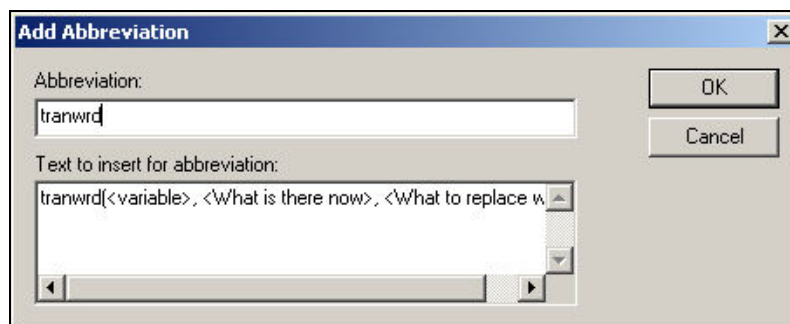 Add Abbreviation
Abbreviation:
OK
tranwrd
Cancel
Text to insert for abbreviation:
tranwrd(<variable>, <What is there now>, <What to replace w